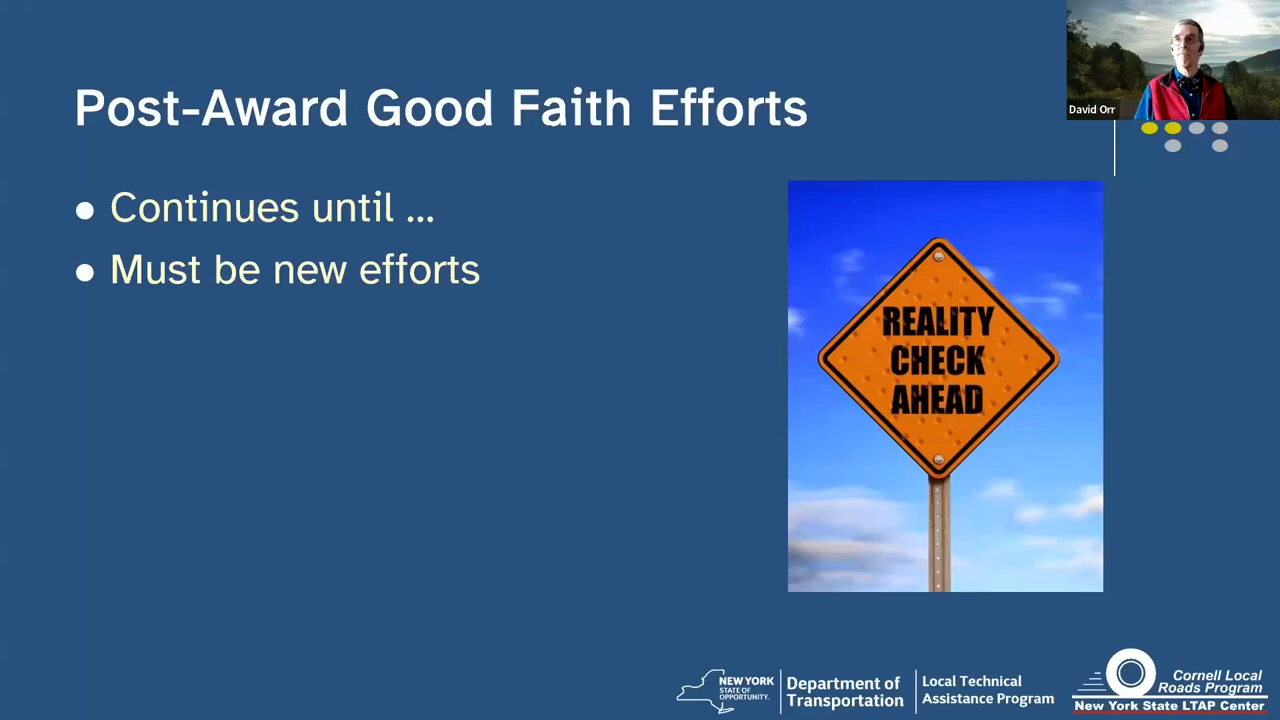 Post-Award Good Faith Efforts
David Orr
● Continues until ...
● Must be new efforts
REALITY
CHECK
AHEAD
NEW YORK
STATE OF
OPPORTUNITY.
Department of
Transportation
Local Technical
Assistance Program
Cornell Local
Roads Program
New York State LTAP Center